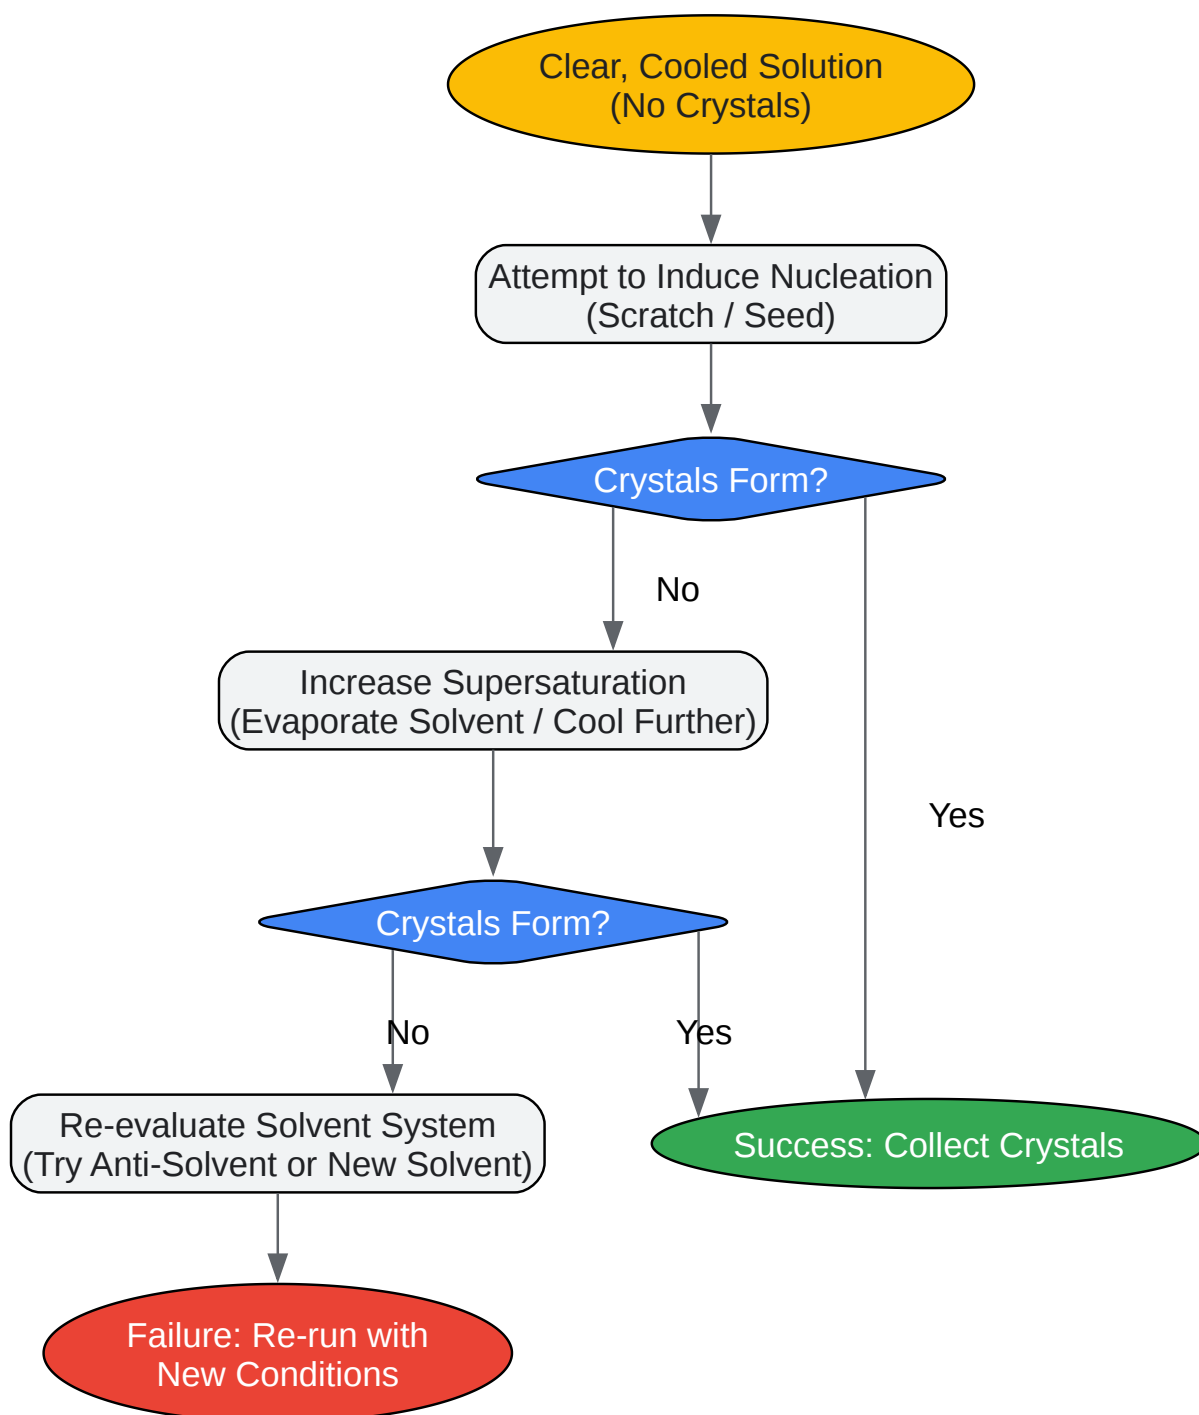 Clear, Cooled Solution
(No Crystals)
Attempt to Induce Nucleation
(Scratch / Seed)
Crystals Form?
No
Increase Supersaturation
(Evaporate Solvent / Cool Further)
Yes
Crystals Form?
No
Yes
Re-evaluate Solvent System
(Try Anti-Solvent or New Solvent)
Success: Collect Crystals
Failure: Re-run with
New Conditions